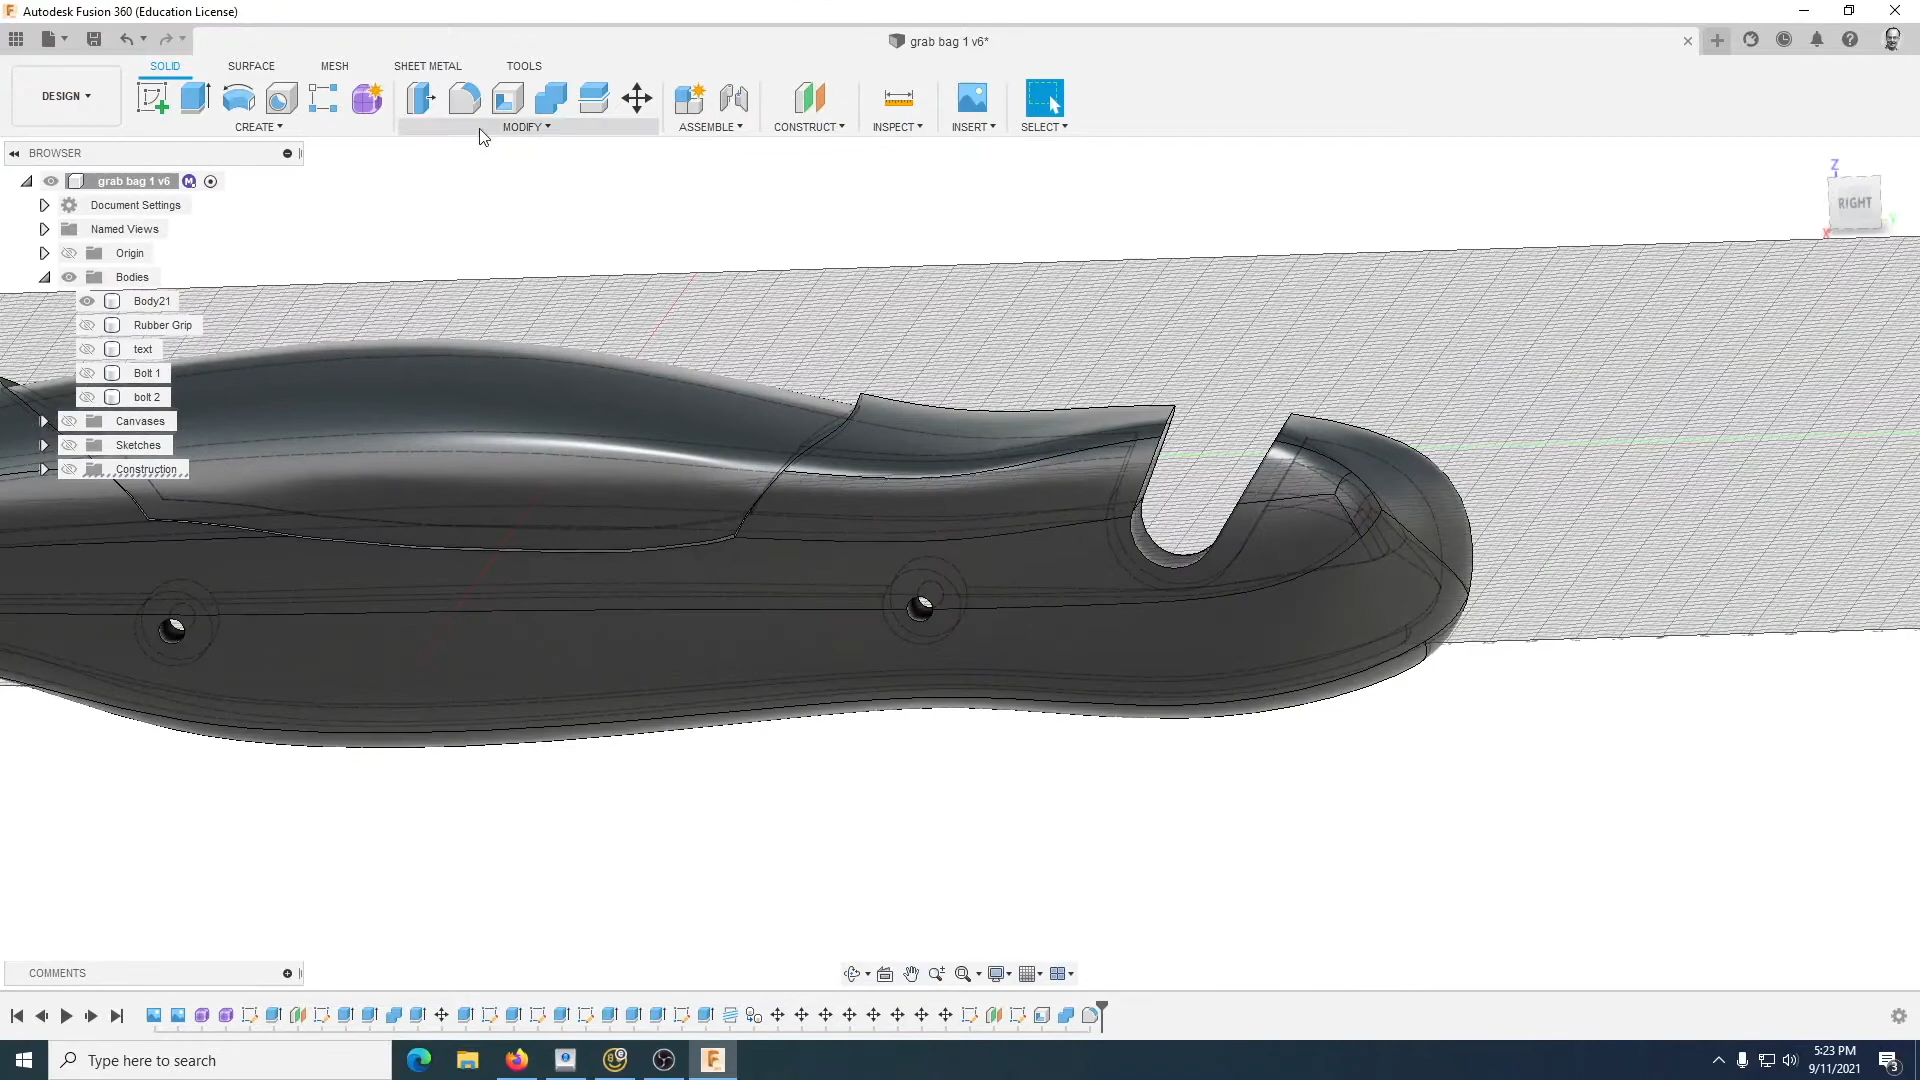 Autodesk Fusion 360 (Education License)
grab bag 1 v6*
SOLID SURFACE MESH SHEET METAL TOOLS
DESIGN
CREATE MODIFY ASSEMBLE CONSTRUCT INSPECT INSERT SELECT
BROWSER
grab bag 1 v6 M
Document Settings
Named Views
Origin
Bodies
Body21
Rubber Grip
text
Bolt 1
bolt 2
Canvases
Sketches
Construction
Z
RIGHT
X Y
COMMENTS
Type here to search
5:23 PM
9/11/2021
3